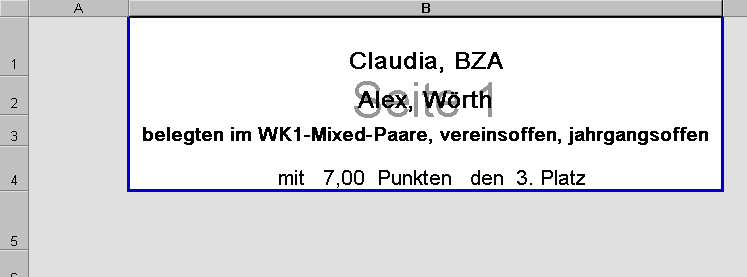 A B
1 Claudia, BZA
Seite 1
2 Alex, Wörth
3 belegten im WK1-Mixed-Paare, vereinsoffen, jahrgangsoffen
4 mit 7,00 Punkten den 3. Platz
5